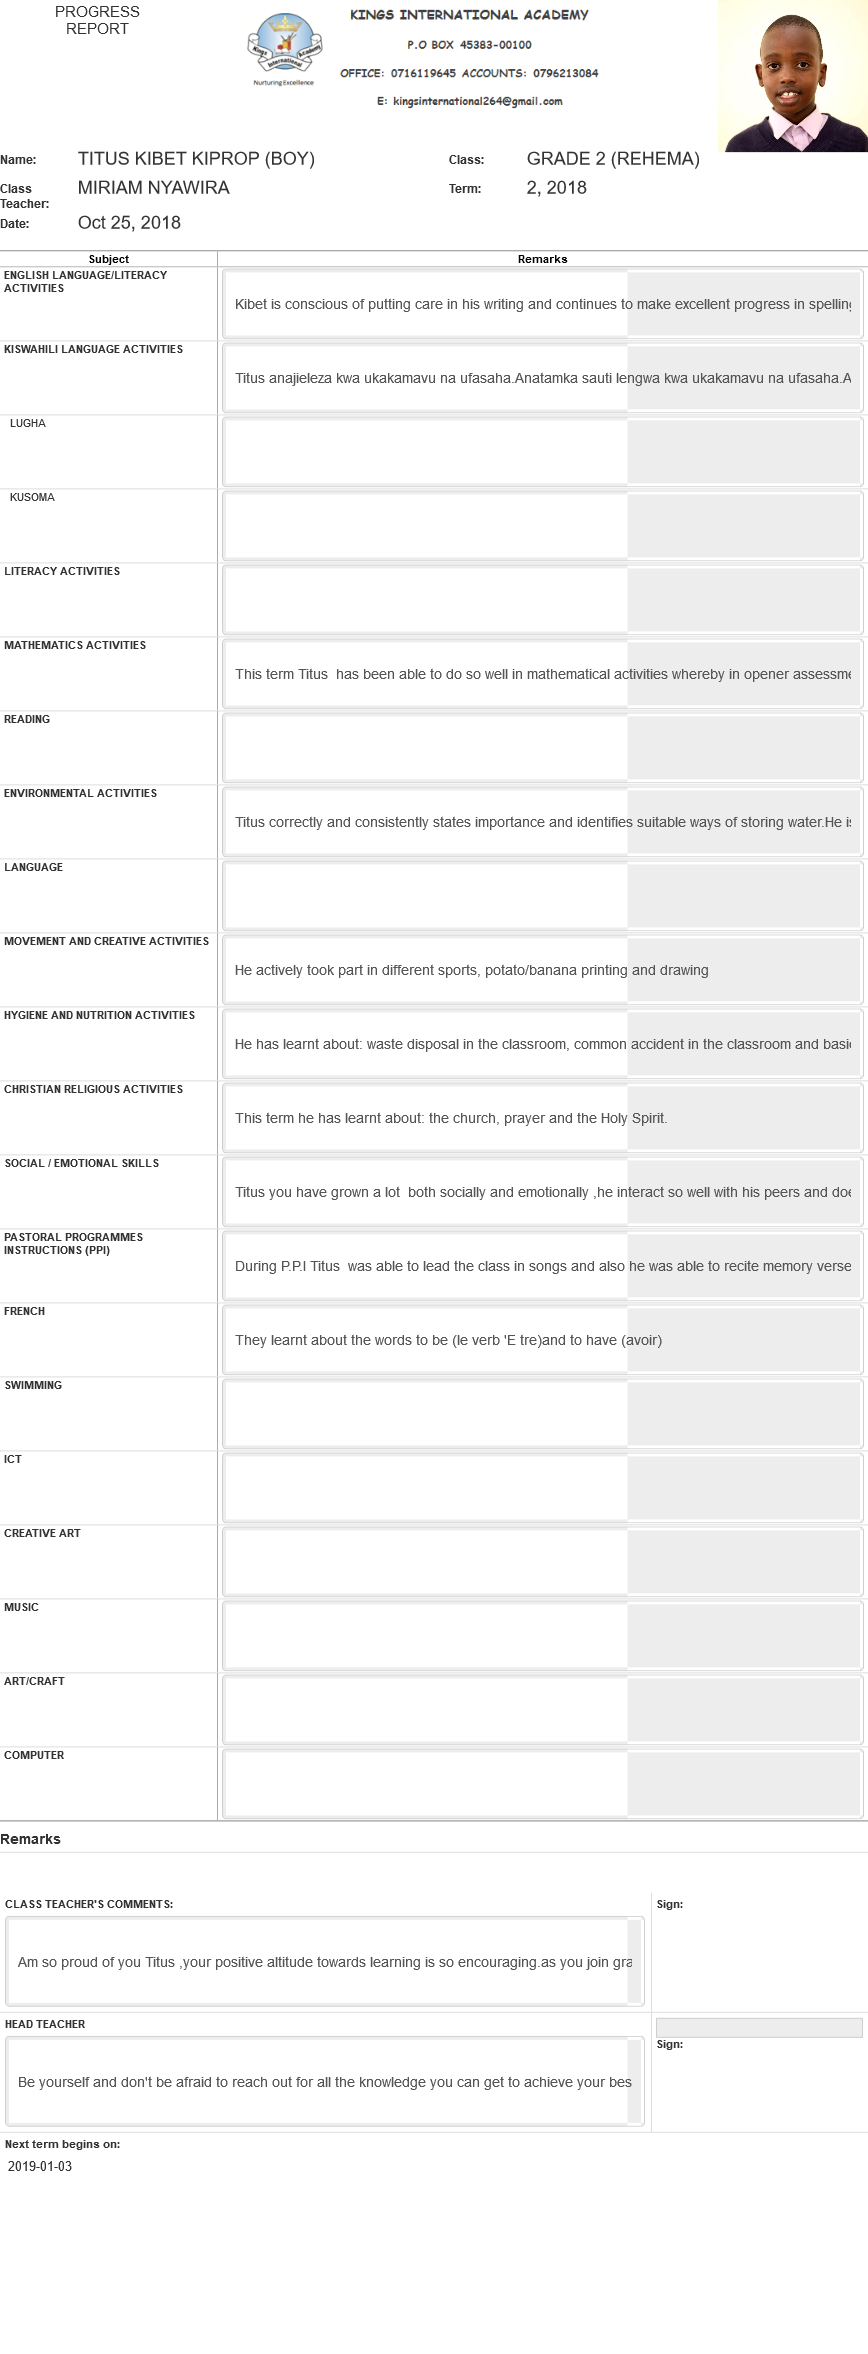 PROGRESS
REPORT
KINGS INTERNATIONAL ACADEMY
P.O BOX 45383-00100
OFFICE: 0716119645 ACCOUNTS: 0796213084
E: kingsinternational264@gmail.com
Kings International Academy
Nurturing Excellence
Name: TITUS KIBET KIPROP (BOY) Class: GRADE 2 (REHEMA)
Class Teacher: MIRIAM NYAWIRA Term: 2, 2018
Date: Oct 25, 2018
Subject Remarks
ENGLISH LANGUAGE/LITERACY
ACTIVITIES
Kibet is conscious of putting care in his writing and continues to make excellent progress in spelling
KISWAHILI LANGUAGE ACTIVITIES
Titus anajieleza kwa ukakamavu na ufasaha.Anatamka sauti lengwa kwa ukakamavu na ufasaha.A
LUGHA
KUSOMA
LITERACY ACTIVITIES
MATHEMATICS ACTIVITIES
This term Titus  has been able to do so well in mathematical activities whereby in opener assessme
READING
ENVIRONMENTAL ACTIVITIES
Titus correctly and consistently states importance and identifies suitable ways of storing water.He is
LANGUAGE
MOVEMENT AND CREATIVE ACTIVITIES
He actively took part in different sports, potato/banana printing and drawing
HYGIENE AND NUTRITION ACTIVITIES
He has learnt about: waste disposal in the classroom, common accident in the classroom and basi
CHRISTIAN RELIGIOUS ACTIVITIES
This term he has learnt about: the church, prayer and the Holy Spirit.
SOCIAL / EMOTIONAL SKILLS
Titus you have grown a lot  both socially and emotionally ,he interact so well with his peers and doe
PASTORAL PROGRAMMES
INSTRUCTIONS (PPI)
During P.P.I Titus  was able to lead the class in songs and also he was able to recite memory verse
FRENCH
They learnt about the words to be (le verb 'E tre)and to have (avoir)
SWIMMING
ICT
CREATIVE ART
MUSIC
ART/CRAFT
COMPUTER
Remarks
CLASS TEACHER'S COMMENTS: Sign:
Am so proud of you Titus ,your positive altitude towards learning is so encouraging.as you join gra
HEAD TEACHER
Sign:
Be yourself and don't be afraid to reach out for all the knowledge you can get to achieve your bes
Next term begins on:
2019-01-03